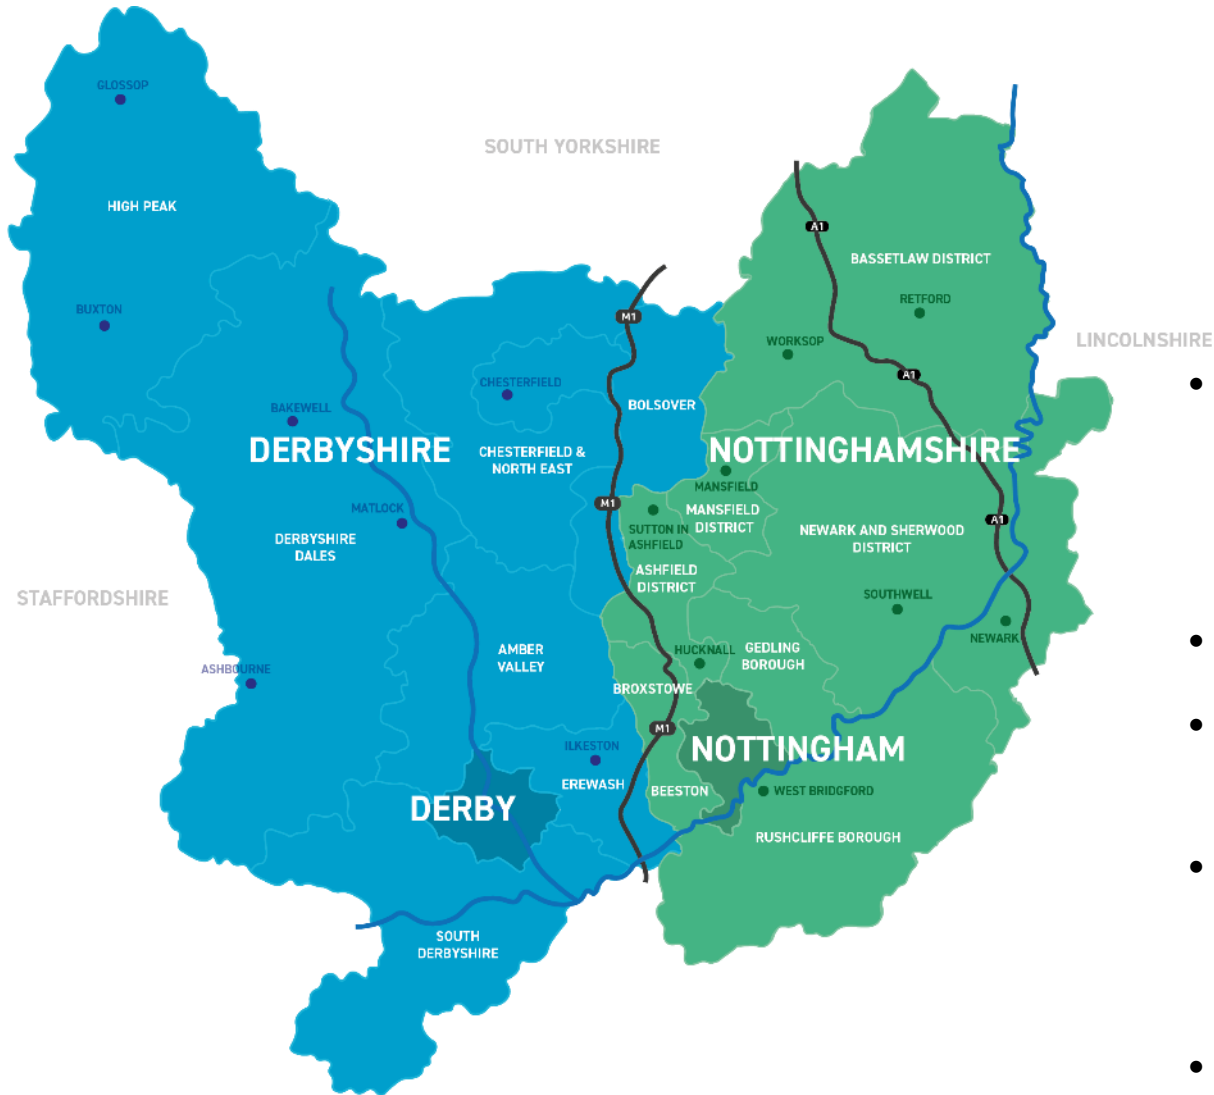 GLOSSOP
SOUTH YORKSHIRE
HIGH PEAK
A1
BASSETLAW DISTRICT
RETFORD
BUXTON
M1
WORKSOP
LINCOLNSHIRE
A1
CHESTERFIELD
BAKEWELL
BOLSOVER
DERBYSHIRE
NOTTINGHAMSHIRE
CHESTERFIELD &
NORTH EAST
MANSFIELD
MATLOCK
M1
MANSFIELD
DISTRICT
A1
SUTTON IN
ASHFIELD
NEWARK AND SHERWOOD
DISTRICT
DERBYSHIRE
DALES
ASHFIELD
DISTRICT
STAFFORDSHIRE
SOUTHWELL
NEWARK
AMBER
VALLEY
HUCKNALL
GEDLING
BOROUGH
ASHBOURNE
BROXSTOWE
M1
ILKESTON
NOTTINGHAM
EREWASH
BEESTON
WEST BRIDGFORD
DERBY
RUSHCLIFFE BOROUGH
SOUTH
DERBYSHIRE